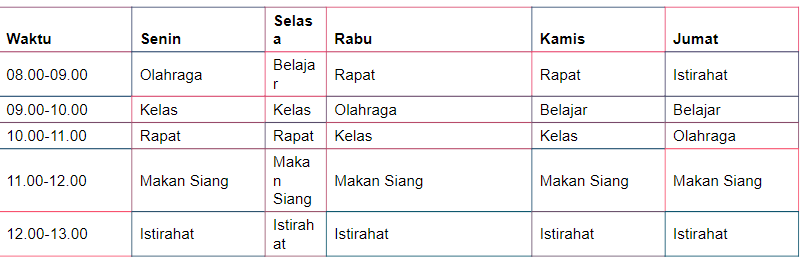 Waktu Senin Selasa Rabu Kamis Jumat
08.00-09.00 Olahraga Belajar Rapat Rapat Istirahat
09.00-10.00 Kelas Kelas Olahraga Belajar Belajar
10.00-11.00 Rapat Rapat Kelas Kelas Olahraga
11.00-12.00 Makan Siang Makan Siang Makan Siang Makan Siang Makan Siang
12.00-13.00 Istirahat Istirahat Istirahat Istirahat Istirahat